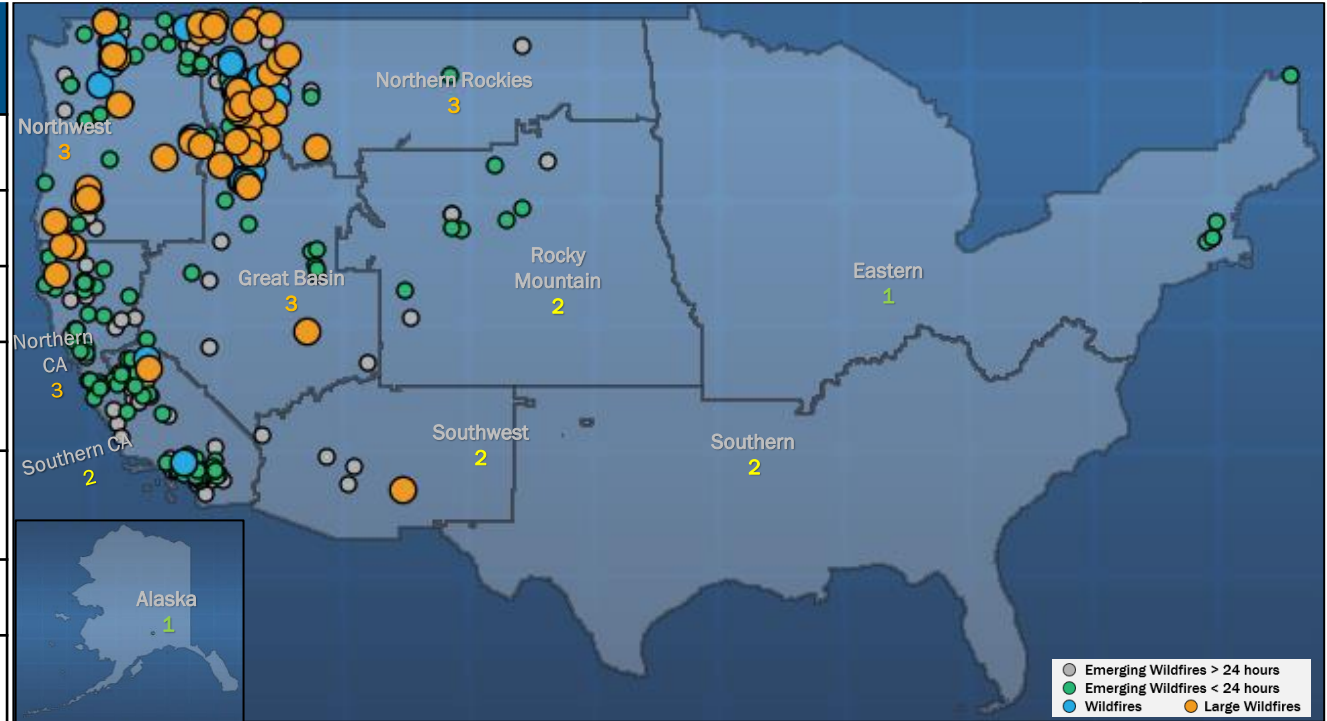 Northern Rockies
3
Northwest
3
Rocky
Mountain
2
Eastern
1
Great Basin
3
Northern
CA
3
Southern CA
2
Southwest
2
Southern
2
Alaska
1
Emerging Wildfires > 24 hours
Emerging Wildfires < 24 hours
Wildfires Large Wildfires